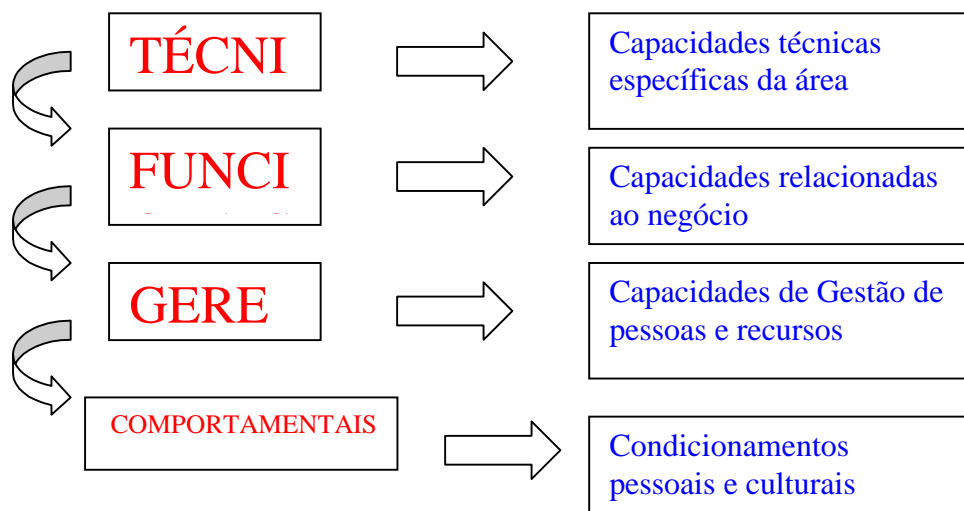 TÉCNI
Capacidades técnicas
específicas da área
FUNCI
Capacidades relacionadas
ao negócio
GERE
Capacidades de Gestão de
pessoas e recursos
COMPORTAMENTAIS
Condicionamentos
pessoais e culturais